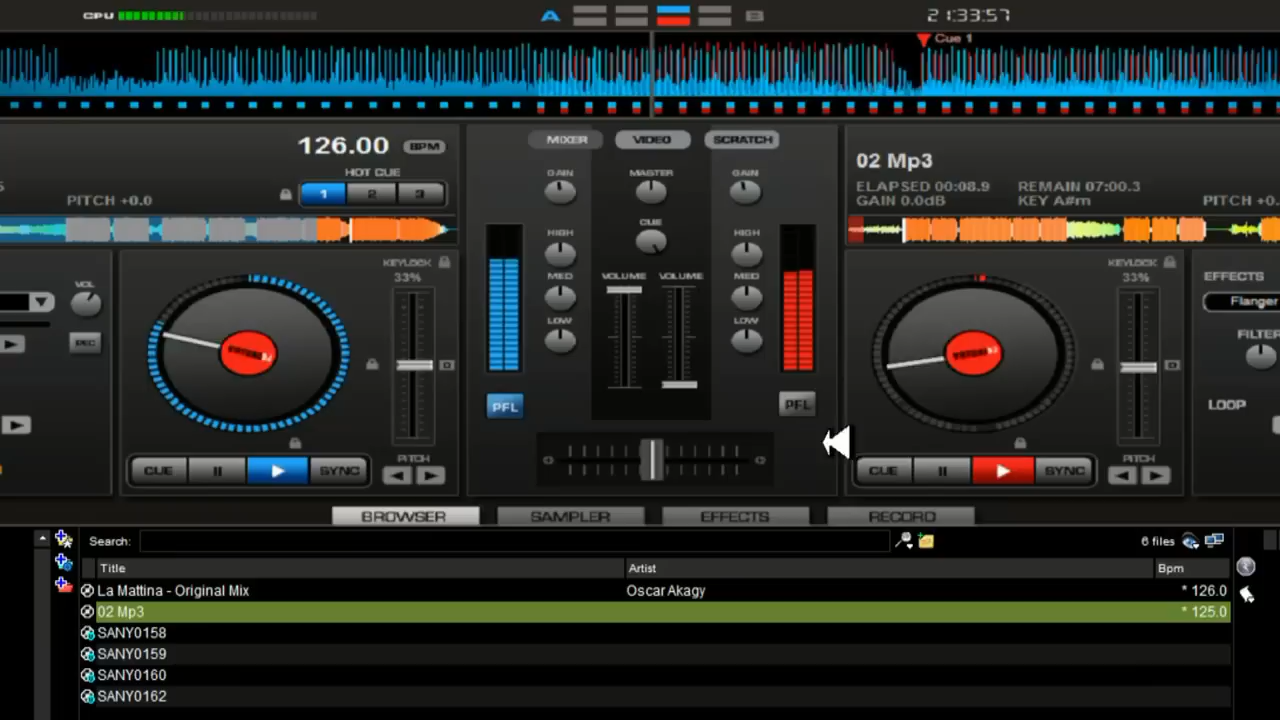 CPU
A
B
21:33:57
Cue 1
126.00 BPM
HOT CUE
1 2 3
PITCH +0.0
MIXER VIDEO SCRATCH
GAIN MASTER GAIN
CUE
HIGH HIGH
MED VOLUME VOLUME MED
LOW LOW
PFL PFL
02 Mp3
ELAPSED 00:08.9 REMAIN 07:00.3
GAIN 0.0dB KEY A#m PITCH +0.
VOL
REC
KEYLOCK
33%
KEYLOCK
33%
EFFECTS
Flanger
FILTER
LOOP
CUE SYNC PITCH
CUE SYNC PITCH
BROWSER SAMPLER EFFECTS RECORD
Search: 6 files
Title Artist Bpm
La Mattina - Original Mix Oscar Akagy * 126.0
02 Mp3 * 125.0
SANY0158
SANY0159
SANY0160
SANY0162